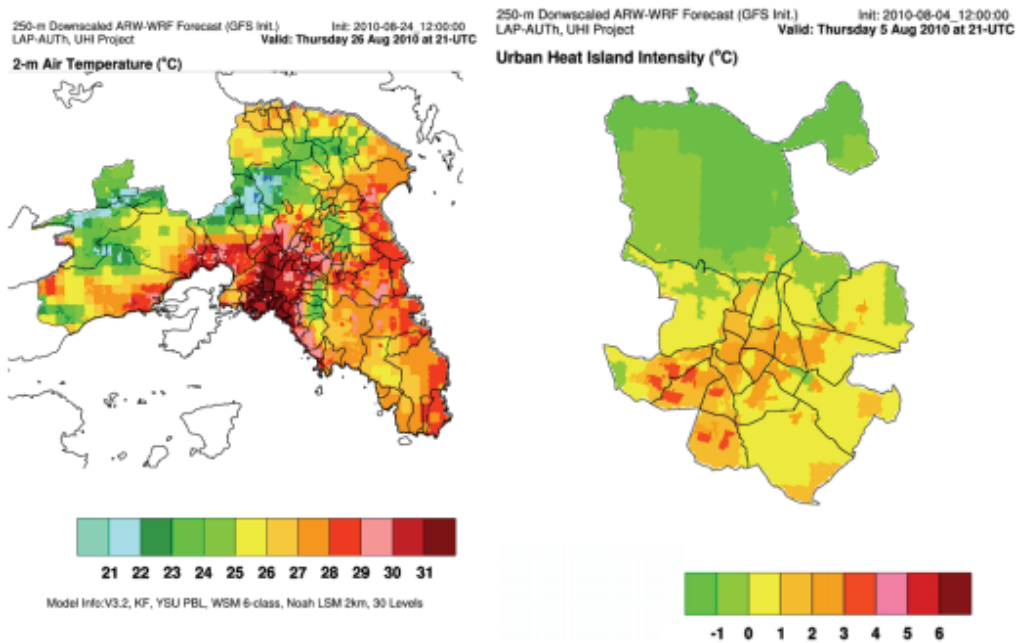 250-m Downscaled ARW-WRF Forecast (GFS Init.) Init: 2010-08-24_12:00:00
LAP-AUTh, UHI Project Valid: Thursday 26 Aug 2010 at 21-UTC
2-m Air Temperature (°C)
21 22 23 24 25 26 27 28 29 30 31
Model Info:V3.2, KF, YSU PBL, WSM 6-class, Noah LSM 2km, 30 Levels
250-m Donwscaled ARW-WRF Forecast (GFS Init.) Init: 2010-08-04_12:00:00
LAP-AUTh, UHI Project Valid: Thursday 5 Aug 2010 at 21-UTC
Urban Heat Island Intensity (°C)
-1 0 1 2 3 4 5 6